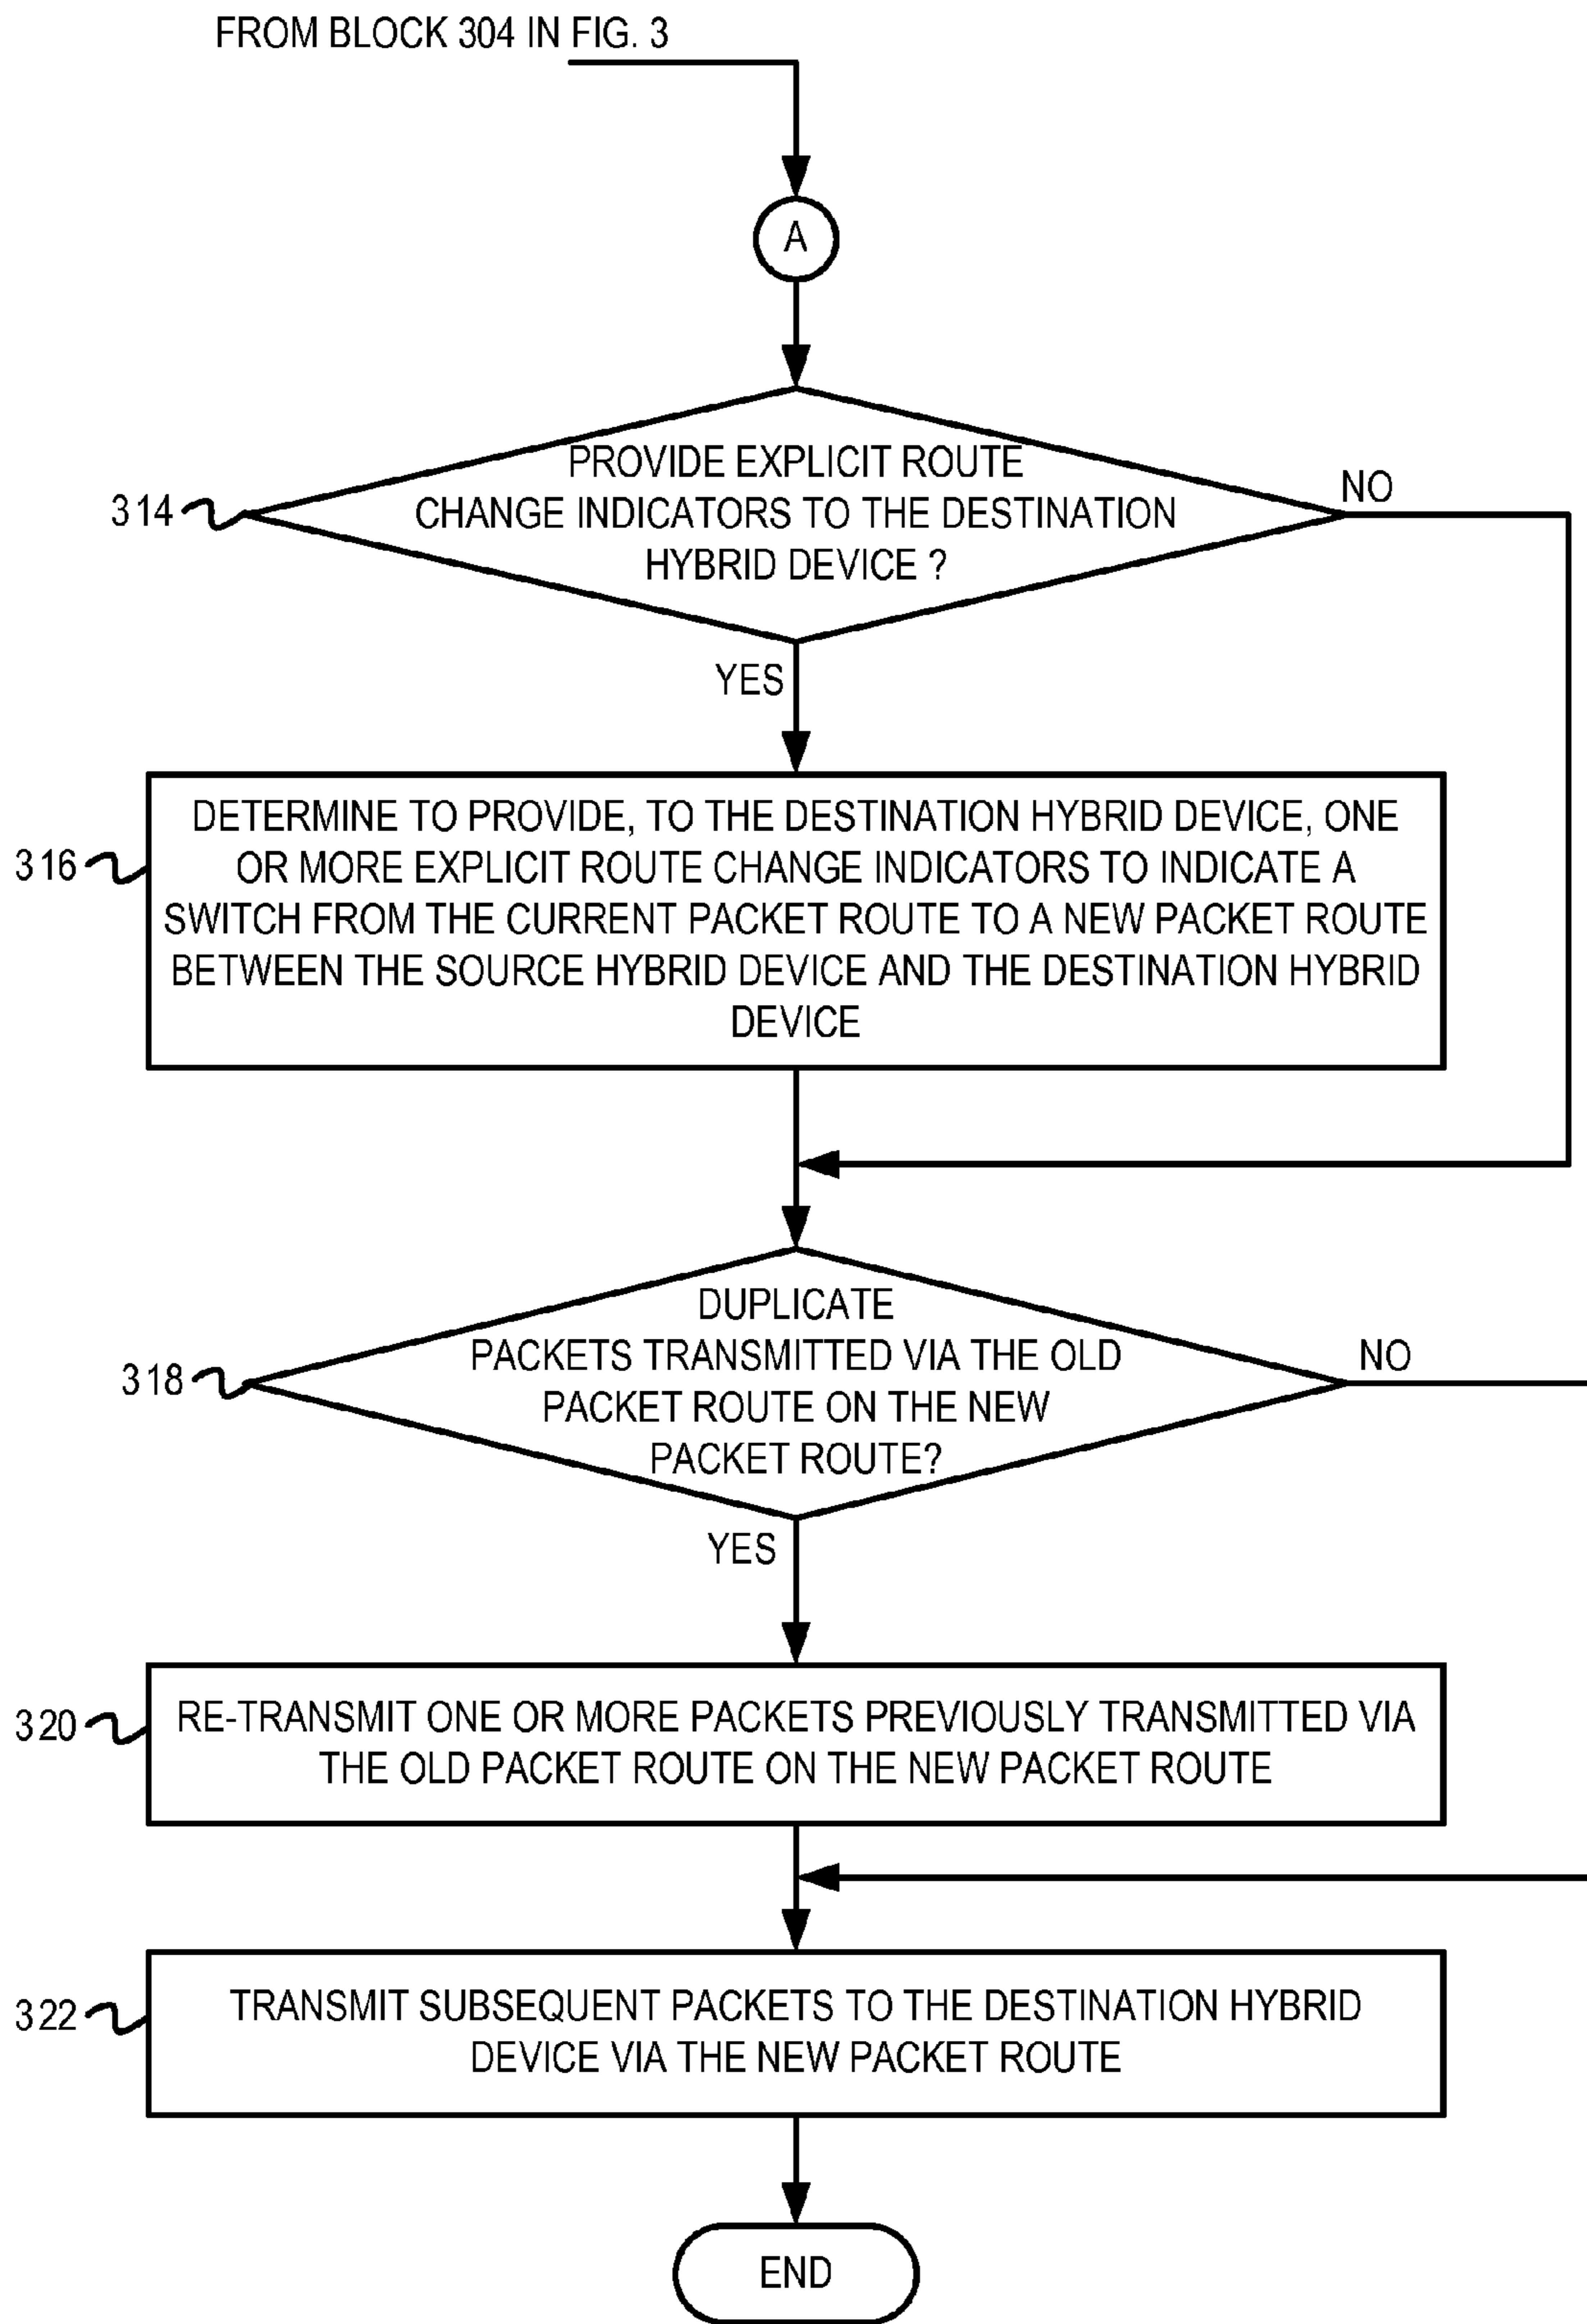 FROM BLOCK 304 IN FIG. 3
A
PROVIDE EXPLICIT ROUTE
CHANGE INDICATORS TO THE DESTINATION
HYBRID DEVICE ?
314
NO
YES
DETERMINE TO PROVIDE, TO THE DESTINATION HYBRID DEVICE, ONE
OR MORE EXPLICIT ROUTE CHANGE INDICATORS TO INDICATE A
SWITCH FROM THE CURRENT PACKET ROUTE TO A NEW PACKET ROUTE
BETWEEN THE SOURCE HYBRID DEVICE AND THE DESTINATION HYBRID
DEVICE
316
DUPLICATE
PACKETS TRANSMITTED VIA THE OLD
PACKET ROUTE ON THE NEW
PACKET ROUTE?
318
NO
YES
RE-TRANSMIT ONE OR MORE PACKETS PREVIOUSLY TRANSMITTED VIA
THE OLD PACKET ROUTE ON THE NEW PACKET ROUTE
320
TRANSMIT SUBSEQUENT PACKETS TO THE DESTINATION HYBRID
DEVICE VIA THE NEW PACKET ROUTE
322
END